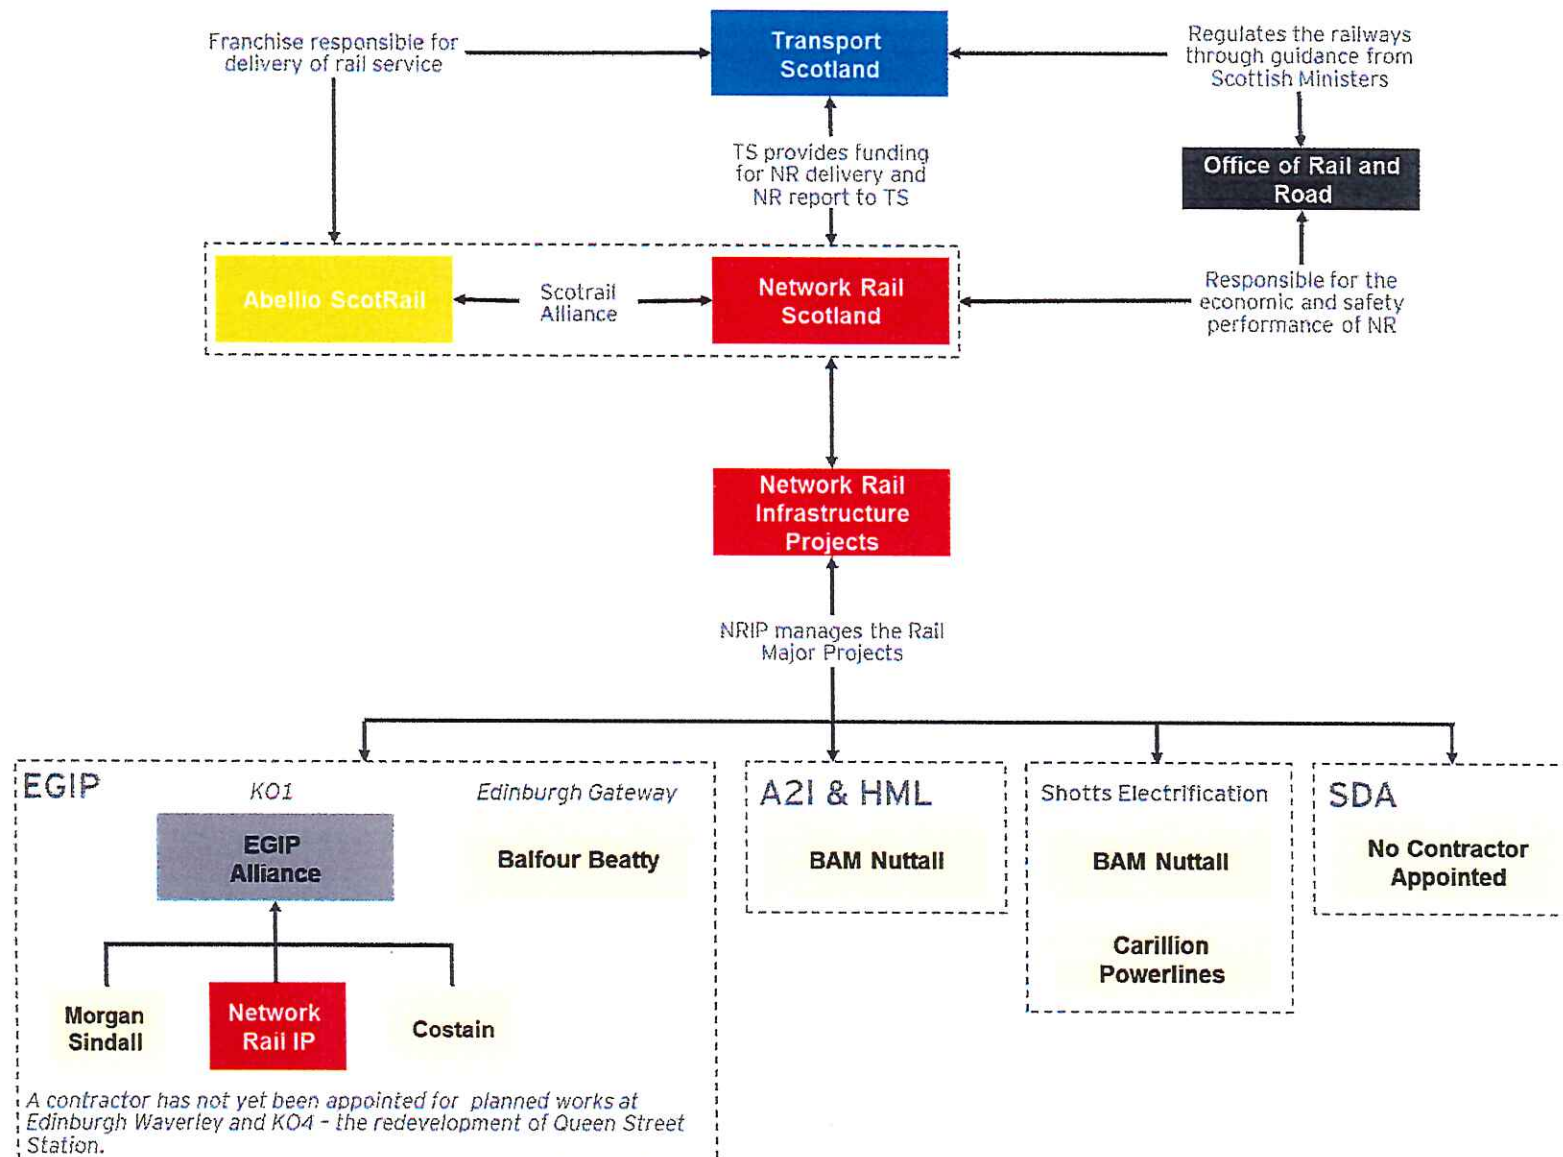 Franchise responsible for
delivery of rail service
Transport
Scotland
Regulates the railways
through guidance from
Scottish Ministers
TS provides funding
for NR delivery and
NR report to TS
Office of Rail and
Road
Abellio ScotRail
Scotrail
Alliance
Network Rail
Scotland
Responsible for the
economic and safety
performance of NR
Network Rail
Infrastructure
Projects
NRIP manages the Rail
Major Projects
EGIP
KO1
EGIP
Alliance
Morgan
Sindall
Network
Rail IP
Costain
Edinburgh Gateway
Balfour Beatty
A contractor has not yet been appointed for planned works at
Edinburgh Waverley and KO4 - the redevelopment of Queen Street
Station.
A2I & HML
BAM Nuttall
Shotts Electrification
BAM Nuttall
Carillion
Powerlines
SDA
No Contractor
Appointed